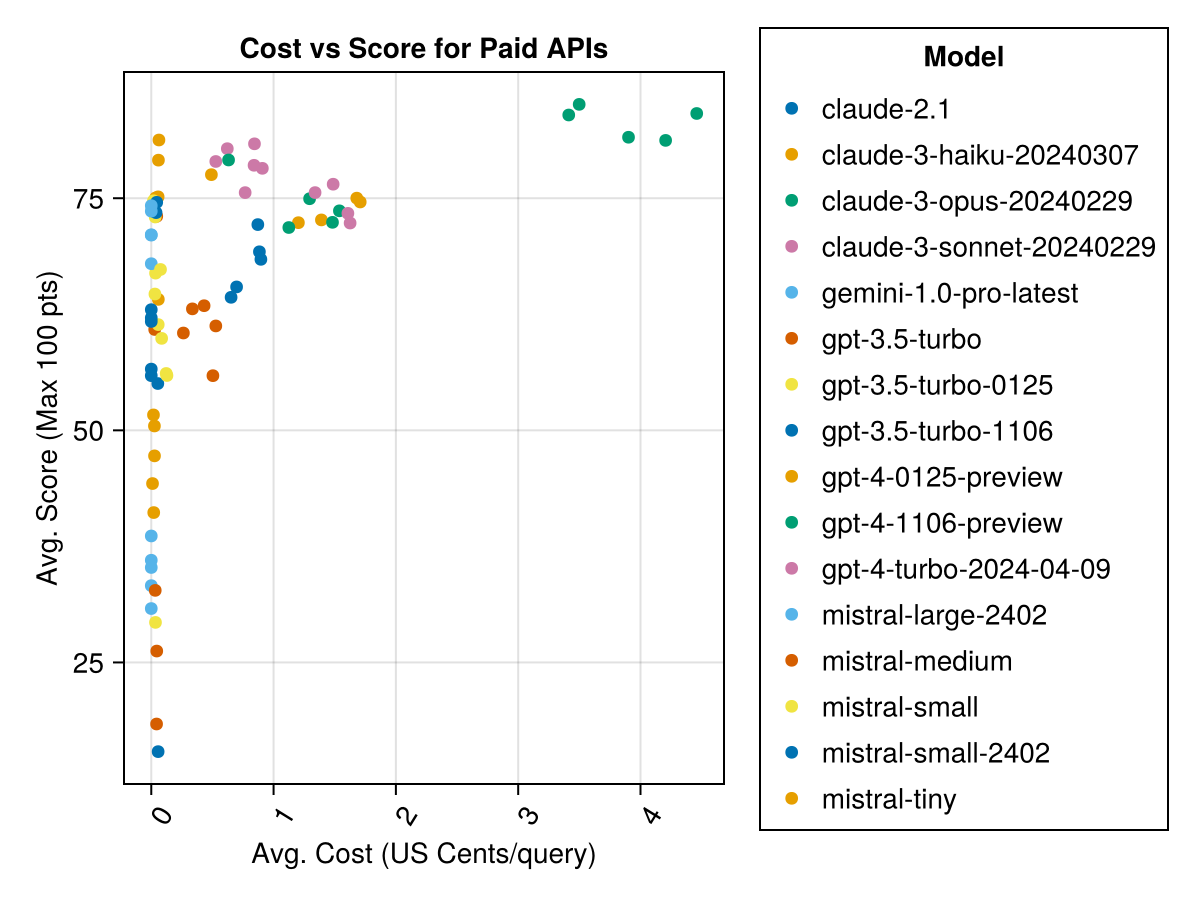 Cost vs Score for Paid APIs
Avg. Score (Max 100 pts)
75
50
25
0
1
2
3
4
Avg. Cost (US Cents/query)
Model
claude-2.1
claude-3-haiku-20240307
claude-3-opus-20240229
claude-3-sonnet-20240229
gemini-1.0-pro-latest
gpt-3.5-turbo
gpt-3.5-turbo-0125
gpt-3.5-turbo-1106
gpt-4-0125-preview
gpt-4-1106-preview
gpt-4-turbo-2024-04-09
mistral-large-2402
mistral-medium
mistral-small
mistral-small-2402
mistral-tiny